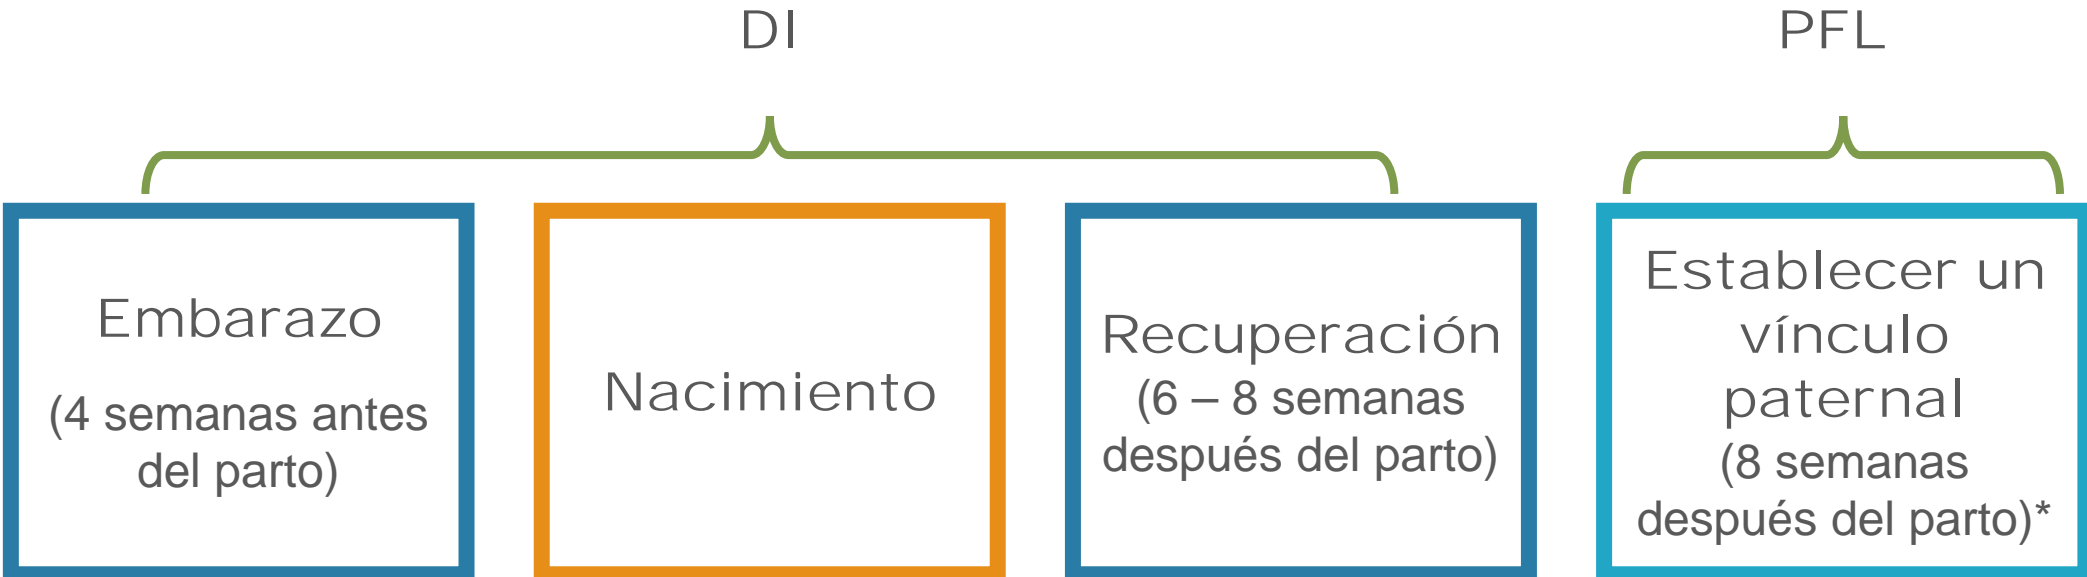 DI
PFL
Embarazo
(4 semanas antes
del parto)
Nacimiento
Recuperación
(6 – 8 semanas
después del parto)
Establecer un
vínculo
paternal
(8 semanas
después del parto)*